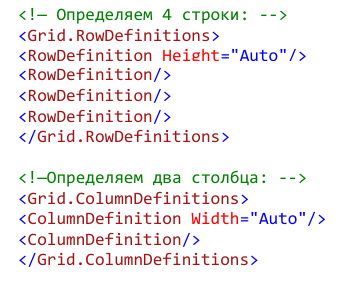 <!— Определяем 4 строки: -->
<Grid.RowDefinitions>
<RowDefinition Height="Auto"/>
<RowDefinition/>
<RowDefinition/>
<RowDefinition/>
</Grid.RowDefinitions>
<!—Определяем два столбца: -->
<Grid.ColumnDefinitions>
<ColumnDefinition Width="Auto"/>
<ColumnDefinition/>
</Grid.ColumnDefinitions>